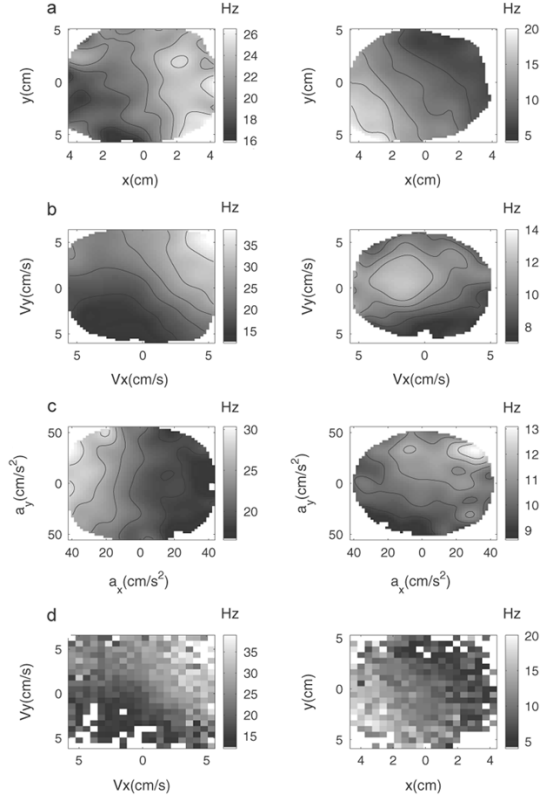 a
Hz Hz
5 26 5 20
24
y(cm) 0 22 y(cm) 0 15
20
18 10
5 16 5 5
4 2 0 2 4 4 2 0 2 4
x(cm) x(cm)
b
Hz Hz
5 35 5 14
30
Vy(cm/s) 0 25 Vy(cm/s) 0 12
20 10
5 15 5 8
5 0 5 5 0 5
Vx(cm/s) Vx(cm/s)
c
Hz Hz
50 30 50 13
12
a_y(cm/s²) 0 25 a_y(cm/s²) 0 11
20 10
50 50 9
40 20 0 20 40 40 20 0 20 40
a_x(cm/s²) a_x(cm/s²)
d
Hz Hz
5 35 5 20
30
Vy(cm/s) 0 25 y(cm) 0 15
20 10
5 15 5 5
5 0 5 4 2 0 2 4
Vx(cm/s) x(cm)